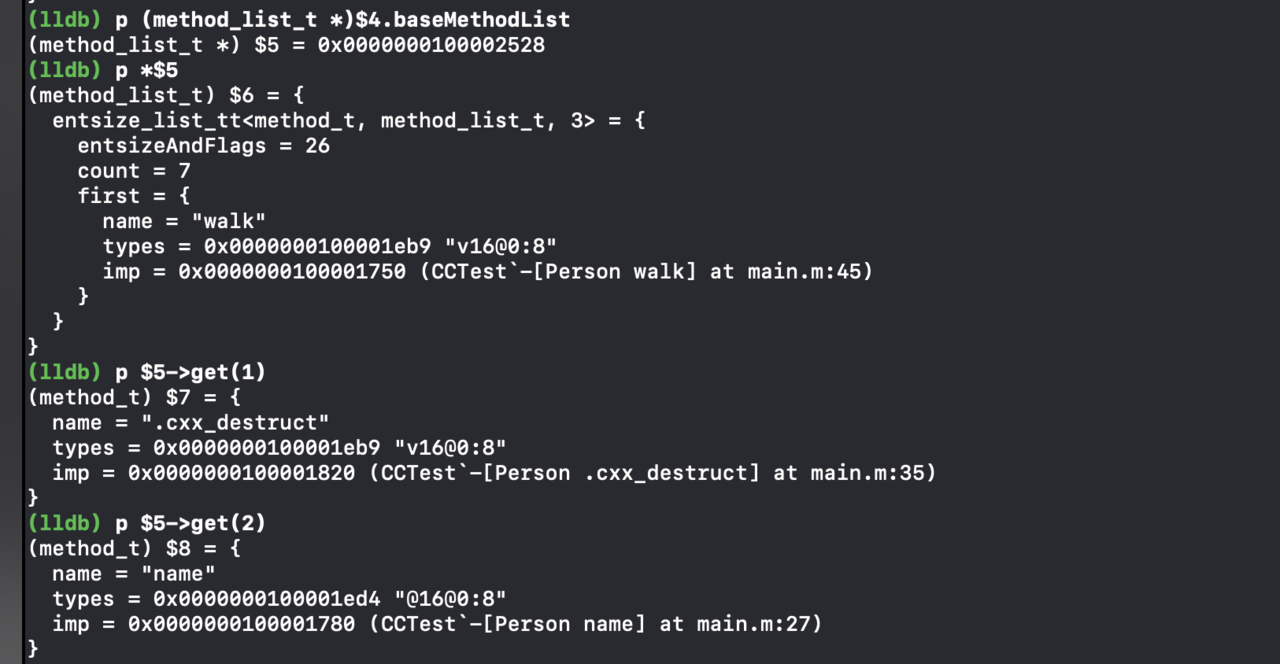 }
(lldb) p (method_list_t *)$4.baseMethodList
(method_list_t *) $5 = 0x0000000100002528
(lldb) p *$5
(method_list_t) $6 = {
  entsize_list_tt<method_t, method_list_t, 3> = {
    entsizeAndFlags = 26
    count = 7
    first = {
      name = "walk"
      types = 0x0000000100001eb9 "v16@0:8"
      imp = 0x0000000100001750 (CCTest`-[Person walk] at main.m:45)
    }
  }
}
(lldb) p $5->get(1)
(method_t) $7 = {
  name = ".cxx_destruct"
  types = 0x0000000100001eb9 "v16@0:8"
  imp = 0x0000000100001820 (CCTest`-[Person .cxx_destruct] at main.m:35)
}
(lldb) p $5->get(2)
(method_t) $8 = {
  name = "name"
  types = 0x0000000100001ed4 "@16@0:8"
  imp = 0x0000000100001780 (CCTest`-[Person name] at main.m:27)
}